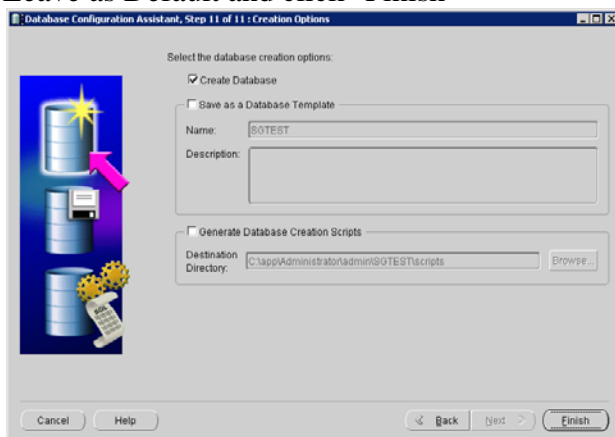 Leave as Default and click "Finish"
Database Configuration Assistant, Step 11 of 11 : Creation Options
Select the database creation options:
Create Database
Save as a Database Template
Name: SGTEST
Description:
Generate Database Creation Scripts
Destination Directory: C:\app\Administrator\admin\SGTEST\scripts Browse...
SQL
Cancel Help Back Next Finish